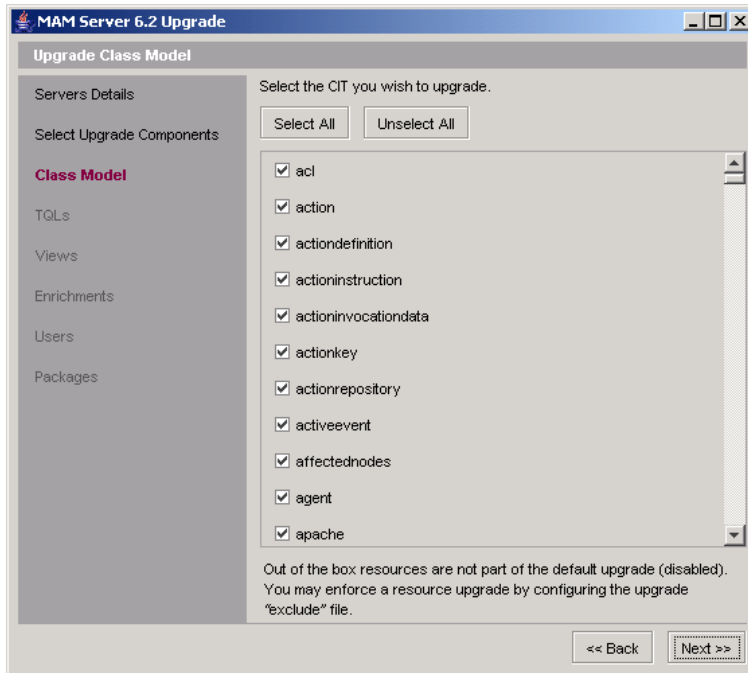 MAM Server 6.2 Upgrade
Upgrade Class Model
Servers Details
Select Upgrade Components
Class Model
TQLs
Views
Enrichments
Users
Packages
Select the CIT you wish to upgrade.
Select All
Unselect All
acl
action
actiondefinition
actioninstruction
actioninvocationdata
actionkey
actionrepository
activeevent
affectednodes
agent
apache
Out of the box resources are not part of the default upgrade (disabled).
You may enforce a resource upgrade by configuring the upgrade
"exclude" file.
<< Back
Next >>